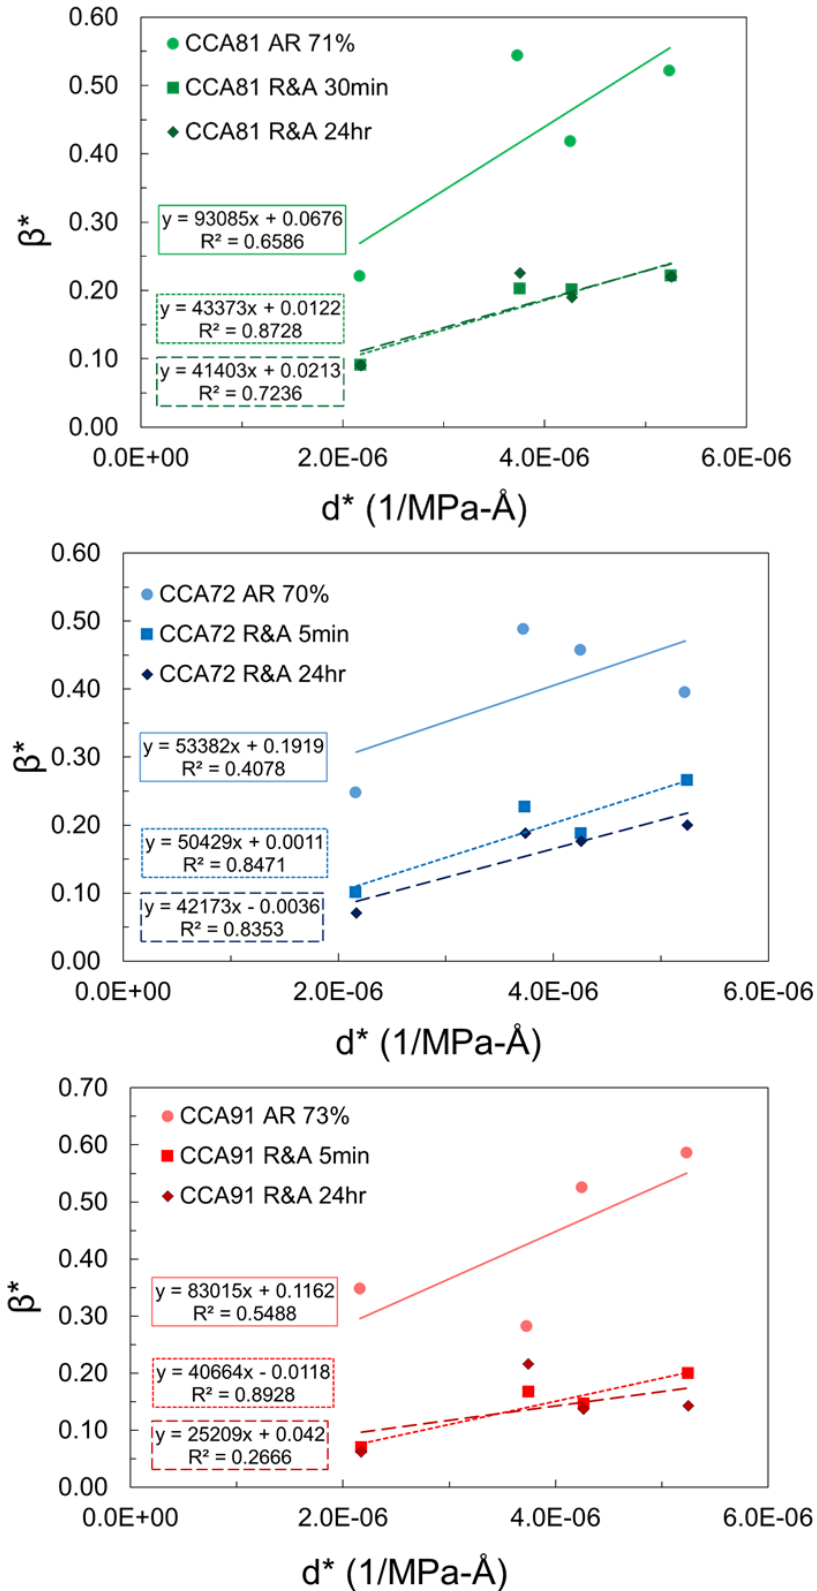 0.60
CCA81 AR 71%
0.50
CCA81 R&A 30min
0.40
CCA81 R&A 24hr
0.30
β*
y = 93085x + 0.0676
R² = 0.6586
0.20
y = 43373x + 0.0122
R² = 0.8728
0.10
y = 41403x + 0.0213
R² = 0.7236
0.00
0.0E+00 2.0E-06 4.0E-06 6.0E-06
d* (1/MPa-Å)
0.60
CCA72 AR 70%
0.50
CCA72 R&A 5min
CCA72 R&A 24hr
0.40
0.30
β*
y = 53382x + 0.1919
R² = 0.4078
0.20
y = 50429x + 0.0011
R² = 0.8471
0.10
y = 42173x - 0.0036
R² = 0.8353
0.00
0.0E+00 2.0E-06 4.0E-06 6.0E-06
d* (1/MPa-Å)
0.70
CCA91 AR 73%
0.60
CCA91 R&A 5min
0.50
CCA91 R&A 24hr
0.40
0.30
β*
y = 83015x + 0.1162
R² = 0.5488
0.20
y = 40664x - 0.0118
R² = 0.8928
0.10
y = 25209x + 0.042
R² = 0.2666
0.00
0.0E+00 2.0E-06 4.0E-06 6.0E-06
d* (1/MPa-Å)